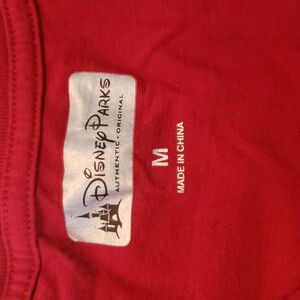 Disney Parks
AUTHENTIC • ORIGINAL
M
MADE IN CHINA